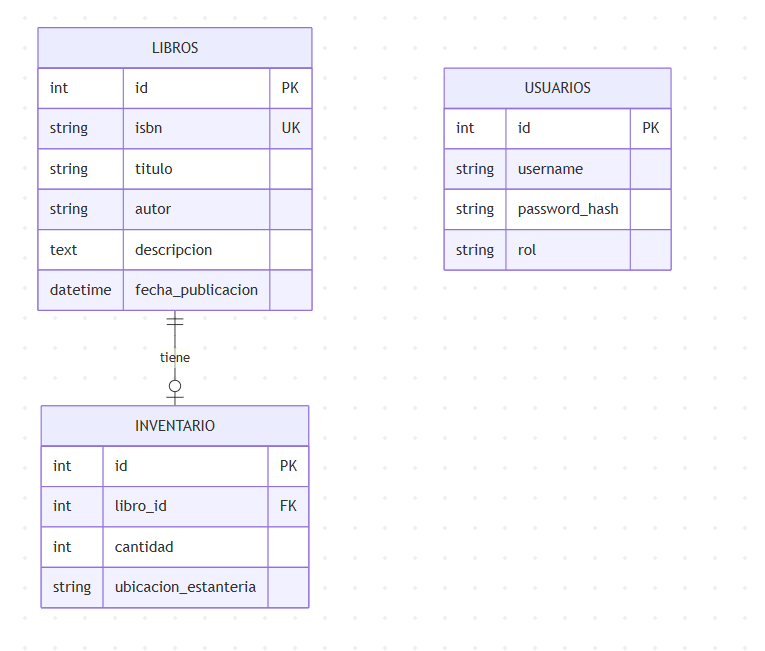 LIBROS
int id PK
string isbn UK
string titulo
string autor
text descripcion
datetime fecha_publicacion
tiene
INVENTARIO
int id PK
int libro_id FK
int cantidad
string ubicacion_estanteria
USUARIOS
int id PK
string username
string password_hash
string rol